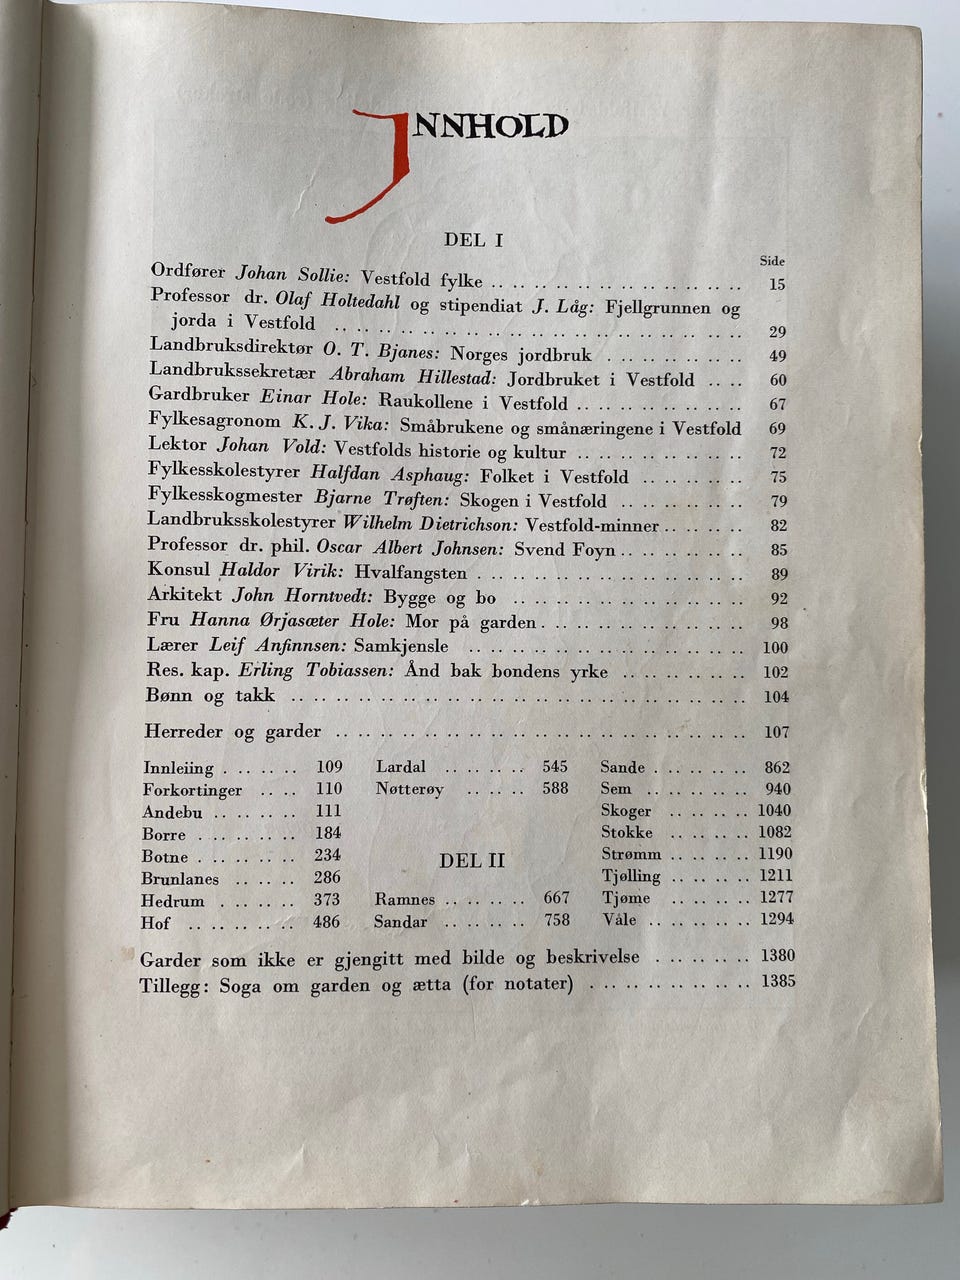 INNHOLD
DEL I
Side
Ordfører Johan Sollie: Vestfold fylke .. .. .. .. .. .. .. .. .. 15
Professor dr. Olaf Holtedahl og stipendiat J. Låg: Fjellgrunnen og
jorda i Vestfold .. .. .. .. .. .. .. .. .. .. .. .. .. .. .. 29
Landbruksdirektør O. T. Bjanes: Norges jordbruk . .. .. .. .. 49
Landbrukssekretær Abraham Hillestad: Jordbruket i Vestfold .. .. 60
Gardbruker Einar Hole: Raukollene i Vestfold .. .. .. .. .. .. 67
Fylkesagronom K. J. Vika: Småbrukene og smånæringene i Vestfold 69
Lektor Johan Vold: Vestfolds historie og kultur .. .. .. .. .. .. 72
Fylkesskolestyrer Halfdan Asphaug: Folket i Vestfold .. .. .. .. 75
Fylkesskogmester Bjarne Trøften: Skogen i Vestfold .. .. .. .. .. 79
Landbruksskolestyrer Wilhelm Dietrichson: Vestfold-minner .. .. .. 82
Professor dr. phil. Oscar Albert Johnsen: Svend Foyn .. .. .. .. .. 85
Konsul Haldor Virik: Hvalfangsten . .. .. .. .. .. .. .. .. .. 89
Arkitekt John Horntvedt: Bygge og bo .. .. .. .. .. .. .. .. .. 92
Fru Hanna Ørjasæter Hole: Mor på garden . .. .. .. .. .. .. .. 98
Lærer Leif Anfinnsen: Samkjensle .. .. .. .. .. .. .. .. .. .. 100
Res. kap. Erling Tobiassen: Ånd bak bondens yrke .. .. .. .. .. 102
Bønn og takk .. .. .. .. .. .. .. .. .. .. .. .. .. .. .. .. .. 104
Herreder og garder .. .. .. .. .. .. .. .. .. .. .. .. .. .. .. 107
Innleiing . .. .. .. 109
Forkortinger .. .. 110
Andebu .. .. .. .. 111
Borre . .. .. .. .. 184
Botne . .. .. .. .. 234
Brunlanes .. .. .. 286
Hedrum . .. .. .. 373
Hof .. .. .. .. .. 486
Lardal .. .. .. .. 545
Nøtterøy .. .. .. 588
DEL II
Ramnes .. .. .. .. 667
Sandar .. .. .. .. 758
Sande . .. .. .. .. 862
Sem .. .. .. .. .. 940
Skoger .. .. .. .. 1040
Stokke .. .. .. .. 1082
Strømm .. .. .. .. 1190
Tjølling .. .. .. .. 1211
Tjøme .. .. .. .. 1277
Våle .. .. .. .. .. 1294
Garder som ikke er gjengitt med bilde og beskrivelse .. .. .. .. 1380
Tillegg: Soga om garden og ætta (for notater) . .. .. .. .. .. 1385